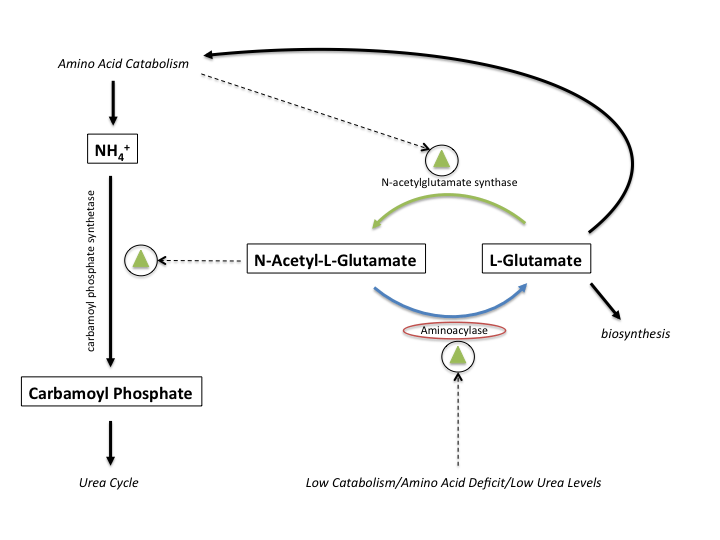 Amino Acid Catabolism
NH4+
N-acetylglutamate synthase
carbamoyl phosphate synthetase
N-Acetyl-L-Glutamate
L-Glutamate
Aminoacylase
biosynthesis
Carbamoyl Phosphate
Urea Cycle
Low Catabolism/Amino Acid Deficit/Low Urea Levels